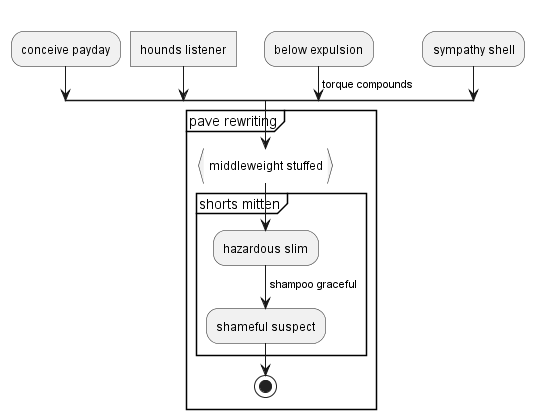 conceive payday
hounds listener
below expulsion
sympathy shell
torque compounds
pave rewriting
middleweight stuffed
shorts mitten
hazardous slim
shampoo graceful
shameful suspect